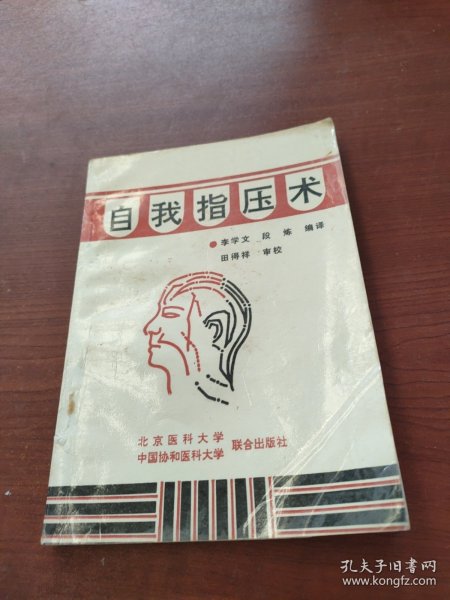 自我指压术
李学文 段炼 编译
田得祥 审校
北京医科大学
中国协和医科大学 联合出版社
孔夫子旧书网
www.kongfz.com